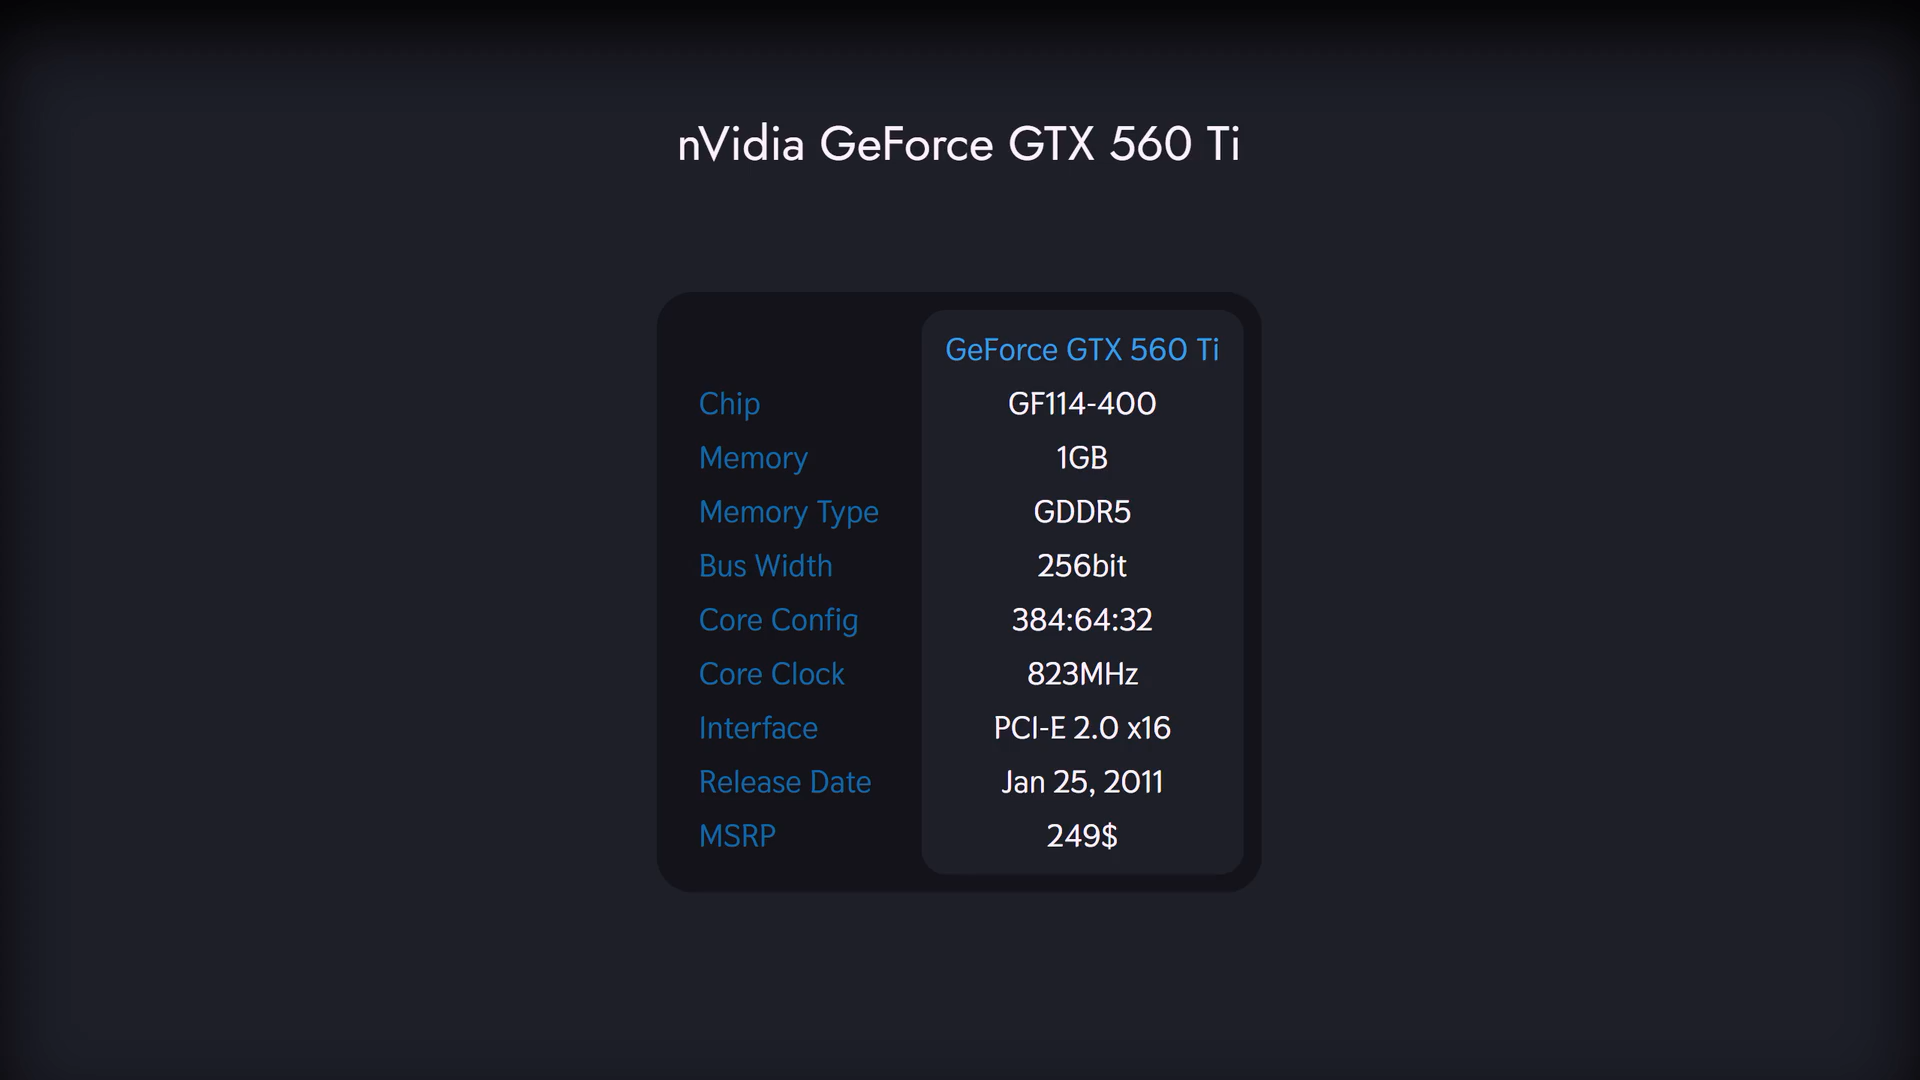 nVidia GeForce GTX 560 Ti
GeForce GTX 560 Ti
Chip GF114-400
Memory 1GB
Memory Type GDDR5
Bus Width 256bit
Core Config 384:64:32
Core Clock 823MHz
Interface PCI-E 2.0 x16
Release Date Jan 25, 2011
MSRP 249$